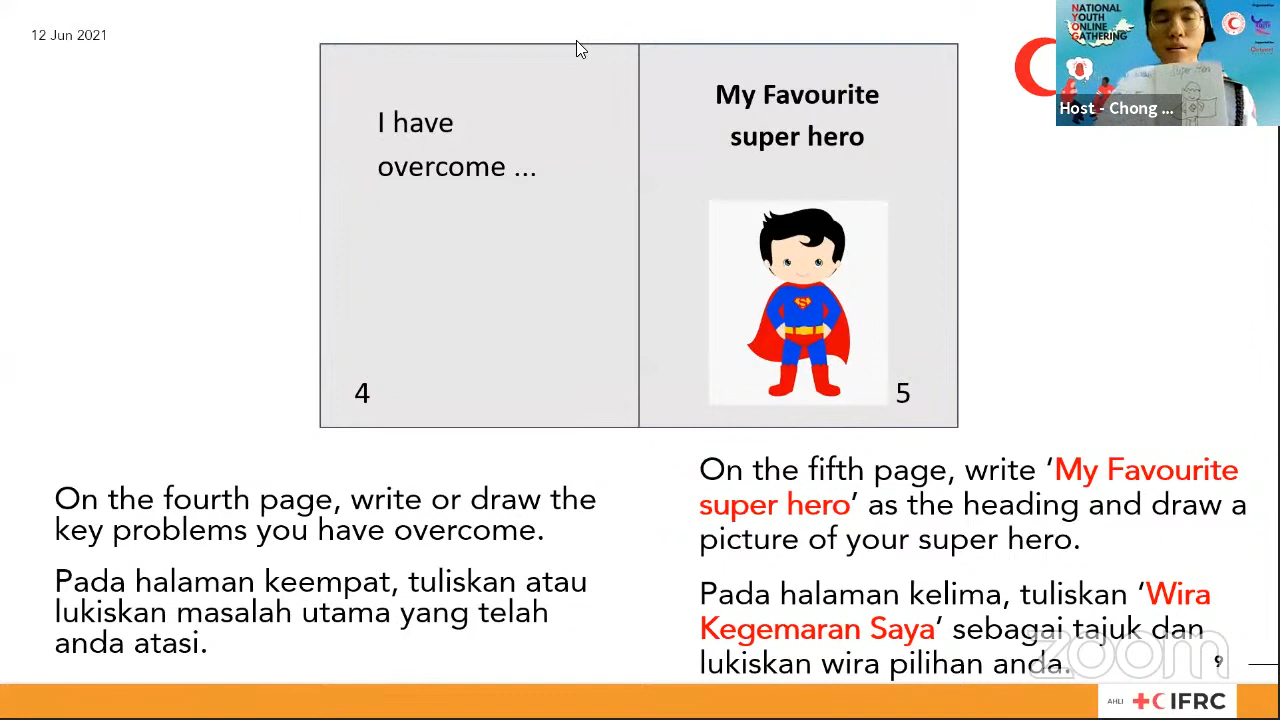 12 Jun 2021
I have
overcome ...
4
My Favourite
super hero
5
NATIONAL
YOUTH
ONLINE
GATHERING
Host - Chong ...
On the fourth page, write or draw the
key problems you have overcome.
Pada halaman keempat, tuliskan atau
lukiskan masalah utama yang telah
anda atasi.
On the fifth page, write ‘My Favourite
super hero’ as the heading and draw a
picture of your super hero.
Pada halaman kelima, tuliskan ‘Wira
Kegemaran Saya’ sebagai tajuk dan
lukiskan wira pilihan anda.
zoom
9
AHLI
IFRC